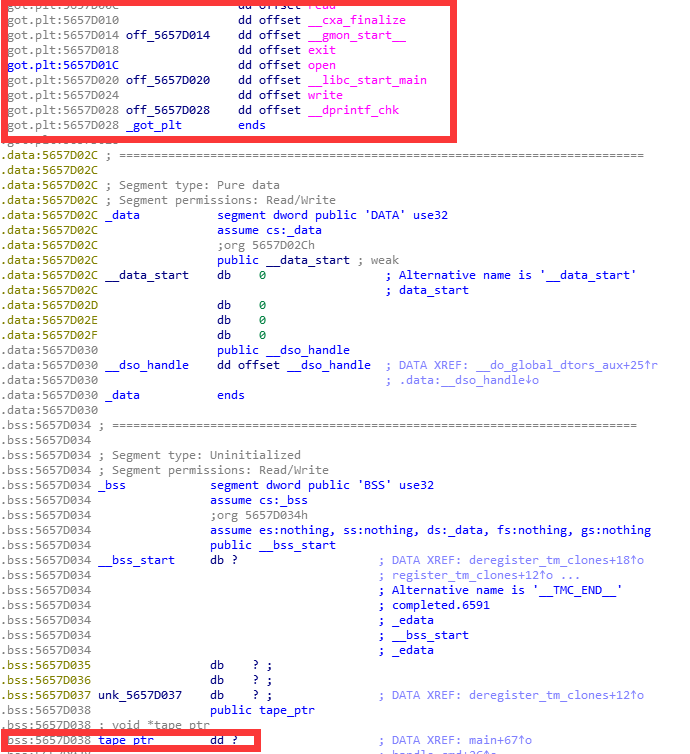 got.plt:5657D00C dd offset read
got.plt:5657D010 dd offset __cxa_finalize
got.plt:5657D014 off_5657D014 dd offset __gmon_start__
got.plt:5657D018 dd offset exit
got.plt:5657D01C dd offset open
got.plt:5657D020 off_5657D020 dd offset __libc_start_main
got.plt:5657D024 dd offset write
got.plt:5657D028 off_5657D028 dd offset __dprintf_chk
got.plt:5657D028 _got_plt ends
got.plt:5657D028
.data:5657D02C ; ===========================================================================
.data:5657D02C
.data:5657D02C ; Segment type: Pure data
.data:5657D02C ; Segment permissions: Read/Write
.data:5657D02C _data segment dword public 'DATA' use32
.data:5657D02C assume cs:_data
.data:5657D02C ;org 5657D02Ch
.data:5657D02C public __data_start ; weak
.data:5657D02C __data_start db 0 ; Alternative name is '__data_start'
.data:5657D02C ; data_start
.data:5657D02D db 0
.data:5657D02E db 0
.data:5657D02F db 0
.data:5657D030 public __dso_handle
.data:5657D030 __dso_handle dd offset __dso_handle ; DATA XREF: __do_global_dtors_aux+25↑r
.data:5657D030 ; .data:__dso_handle↓o
.data:5657D030 _data ends
.data:5657D030
.bss:5657D034 ; ===========================================================================
.bss:5657D034
.bss:5657D034 ; Segment type: Uninitialized
.bss:5657D034 ; Segment permissions: Read/Write
.bss:5657D034 _bss segment dword public 'BSS' use32
.bss:5657D034 assume cs:_bss
.bss:5657D034 ;org 5657D034h
.bss:5657D034 assume es:nothing, ss:nothing, ds:_data, fs:nothing, gs:nothing
.bss:5657D034 public __bss_start
.bss:5657D034 __bss_start db ? ; DATA XREF: deregister_tm_clones+18↑o
.bss:5657D034 ; register_tm_clones+12↑o ...
.bss:5657D034 ; Alternative name is '__TMC_END__'
.bss:5657D034 ; completed.6591
.bss:5657D034 ; _edata
.bss:5657D034 ; __bss_start
.bss:5657D034 ; _edata
.bss:5657D035 db ? ;
.bss:5657D036 db ? ;
.bss:5657D037 unk_5657D037 db ? ; ; DATA XREF: deregister_tm_clones+12↑o
.bss:5657D038 public tape_ptr
.bss:5657D038 ; void *tape_ptr
.bss:5657D038 tape_ptr dd ? ; DATA XREF: main+67↑o
; handle_cmd+26↑o